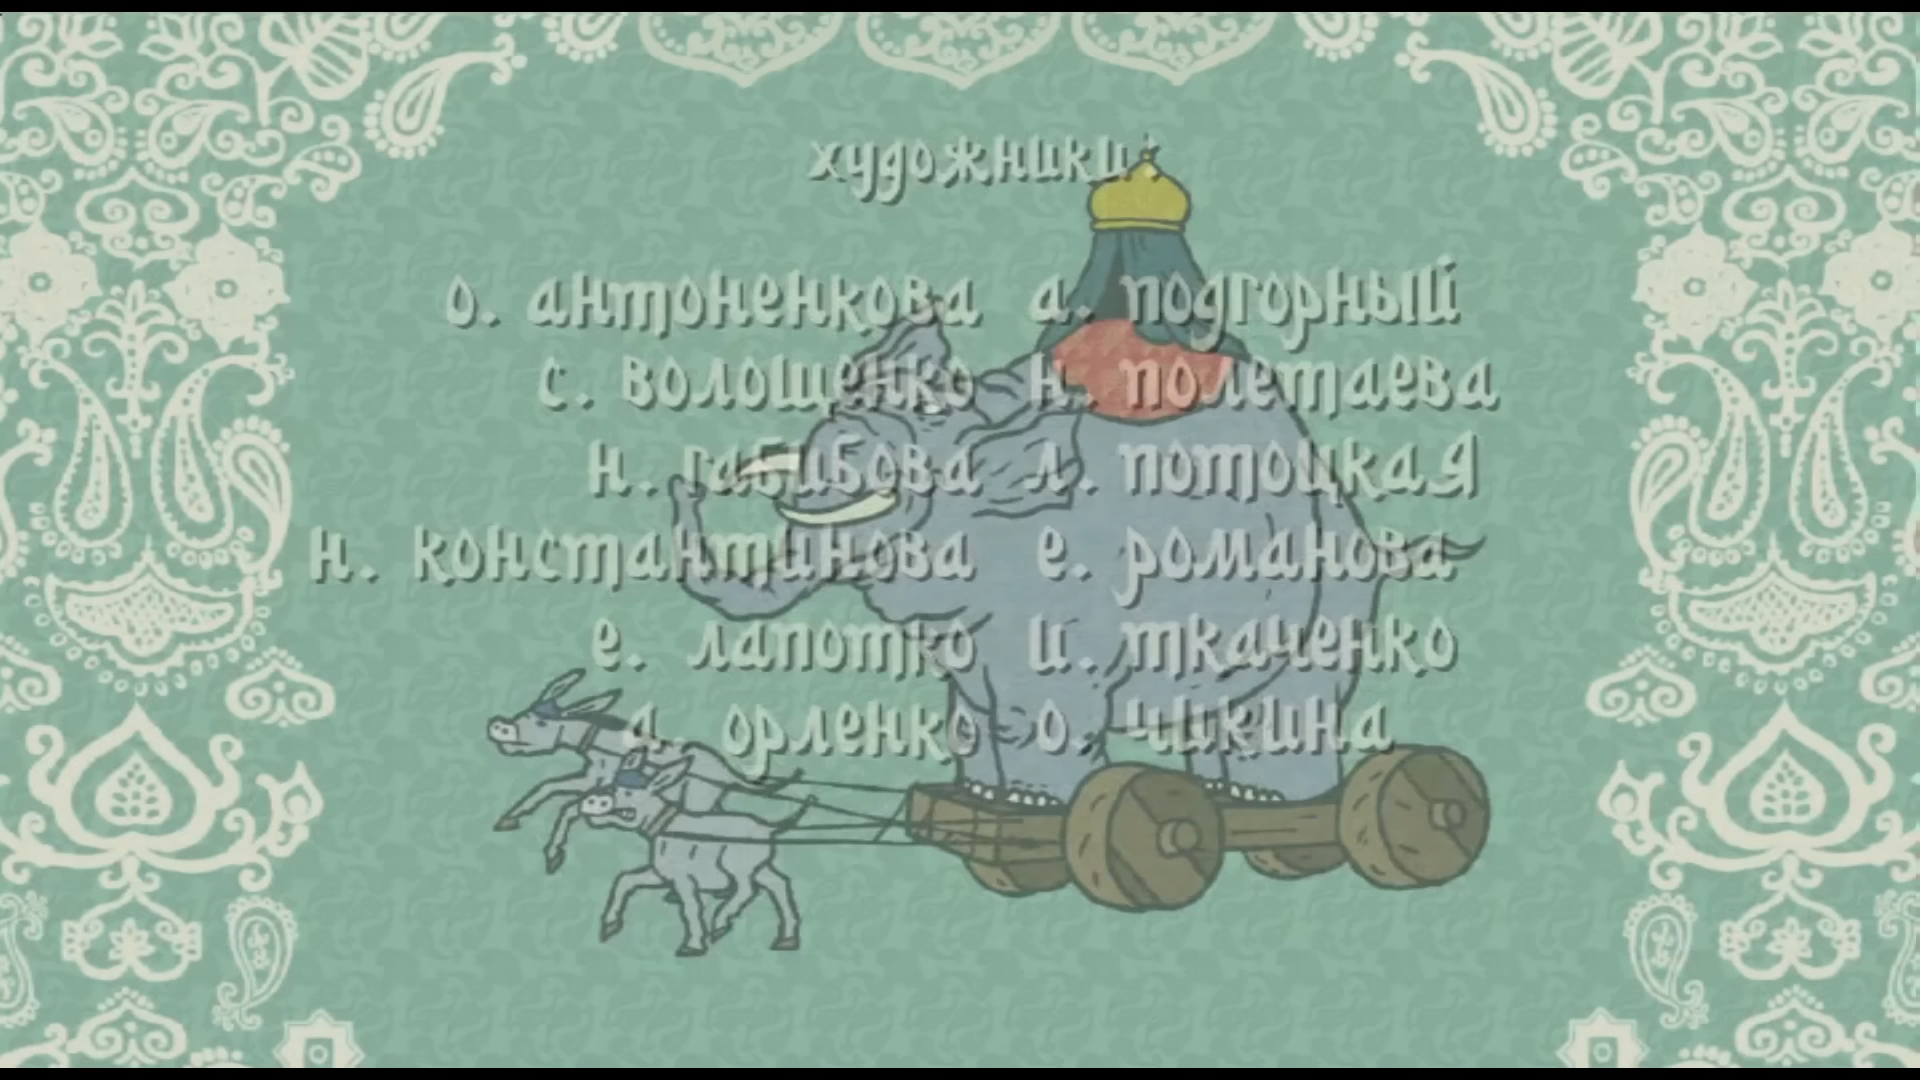 художники
о. антоненкова а. подгорный
с. волощенко н. полетаева
н. габибова л. потоцкая
н. константинова е. романова
е. лапотко и. ткаченко
а. орленко о. чикина